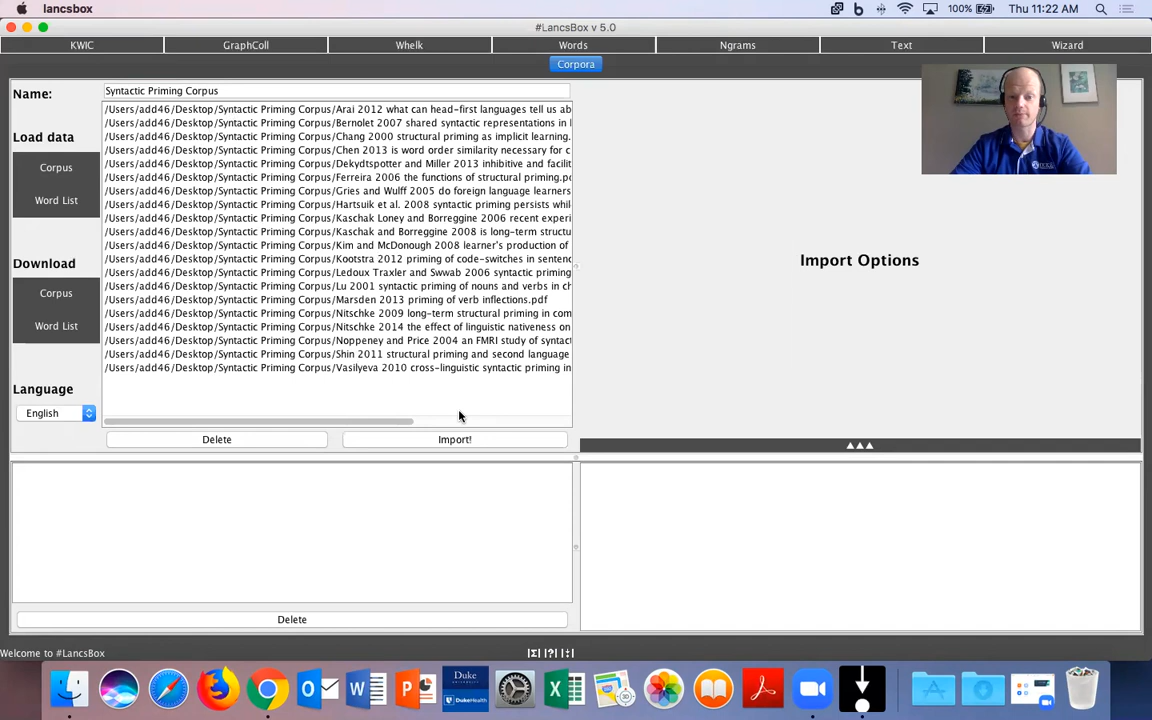 lancsbox
100%
Thu 11:22 AM
#LancsBox v 5.0
KWIC
GraphColl
Whelk
Words
Ngrams
Text
Wizard
Corpora
Name:
Syntactic Priming Corpus
Load data
Corpus
Word List
Download
Corpus
Word List
Language
English
/Users/add46/Desktop/Syntactic Priming Corpus/Arai 2012 what can head-first languages tell us ab
/Users/add46/Desktop/Syntactic Priming Corpus/Bernolet 2007 shared syntactic representations in
/Users/add46/Desktop/Syntactic Priming Corpus/Chang 2000 structural priming as implicit learning.
/Users/add46/Desktop/Syntactic Priming Corpus/Chen 2013 is word order similarity necessary for c
/Users/add46/Desktop/Syntactic Priming Corpus/Dekydtspotter and Miller 2013 inhibitive and facilit
/Users/add46/Desktop/Syntactic Priming Corpus/Ferreira 2006 the functions of structural priming.pd
/Users/add46/Desktop/Syntactic Priming Corpus/Gries and Wulff 2005 do foreign language learners
/Users/add46/Desktop/Syntactic Priming Corpus/Hartsuik et al. 2008 syntactic priming persists whil
/Users/add46/Desktop/Syntactic Priming Corpus/Kaschak Loney and Borreggine 2006 recent experi
/Users/add46/Desktop/Syntactic Priming Corpus/Kaschak and Borreggine 2008 is long-term structu
/Users/add46/Desktop/Syntactic Priming Corpus/Kim and McDonough 2008 learner's production of
/Users/add46/Desktop/Syntactic Priming Corpus/Kootstra 2012 priming of code-switches in sentenc
/Users/add46/Desktop/Syntactic Priming Corpus/Ledoux Traxler and Swwab 2006 syntactic priming
/Users/add46/Desktop/Syntactic Priming Corpus/Lu 2001 syntactic priming of nouns and verbs in ch
/Users/add46/Desktop/Syntactic Priming Corpus/Marsden 2013 priming of verb inflections.pdf
/Users/add46/Desktop/Syntactic Priming Corpus/Nitschke 2009 long-term structural priming in com
/Users/add46/Desktop/Syntactic Priming Corpus/Nitschke 2014 the effect of linguistic nativeness on
/Users/add46/Desktop/Syntactic Priming Corpus/Noppeney and Price 2004 an FMRI study of syntact
/Users/add46/Desktop/Syntactic Priming Corpus/Shin 2011 structural priming and second language
/Users/add46/Desktop/Syntactic Priming Corpus/Vasilyeva 2010 cross-linguistic syntactic priming in
Delete
Import!
Import Options
Delete
Welcome to #LancsBox
Duke
DukeHealth